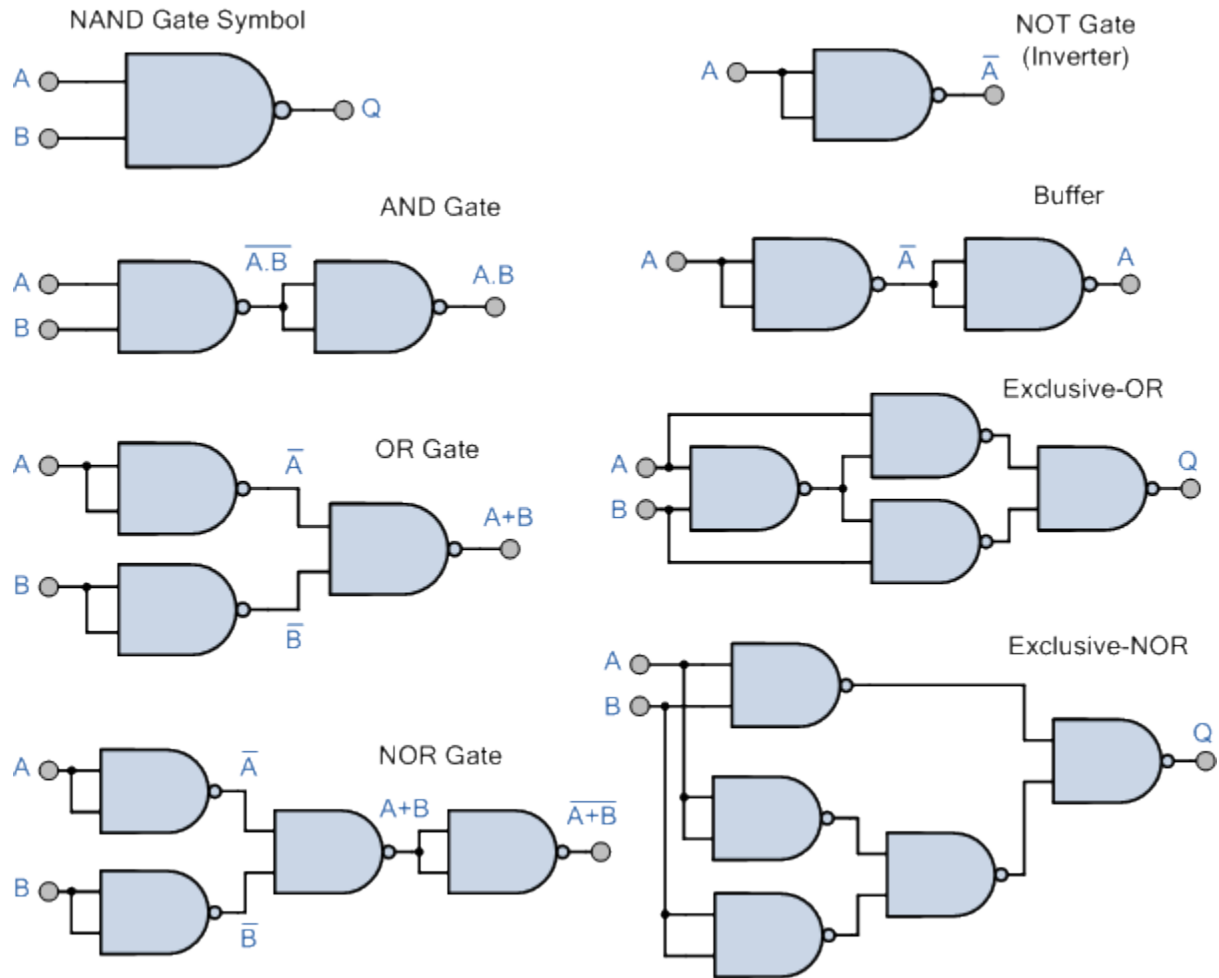 NAND Gate Symbol
A
B
Q
NOT Gate
(Inverter)
A
A̅
AND Gate
A
B
A̅.̅B̅
A.B
Buffer
A
A̅
A
OR Gate
A
B
A̅
B̅
A+B
Exclusive-OR
A
B
Q
NOR Gate
A
B
A̅
B̅
A+B
A̅+̅B̅
Exclusive-NOR
A
B
Q